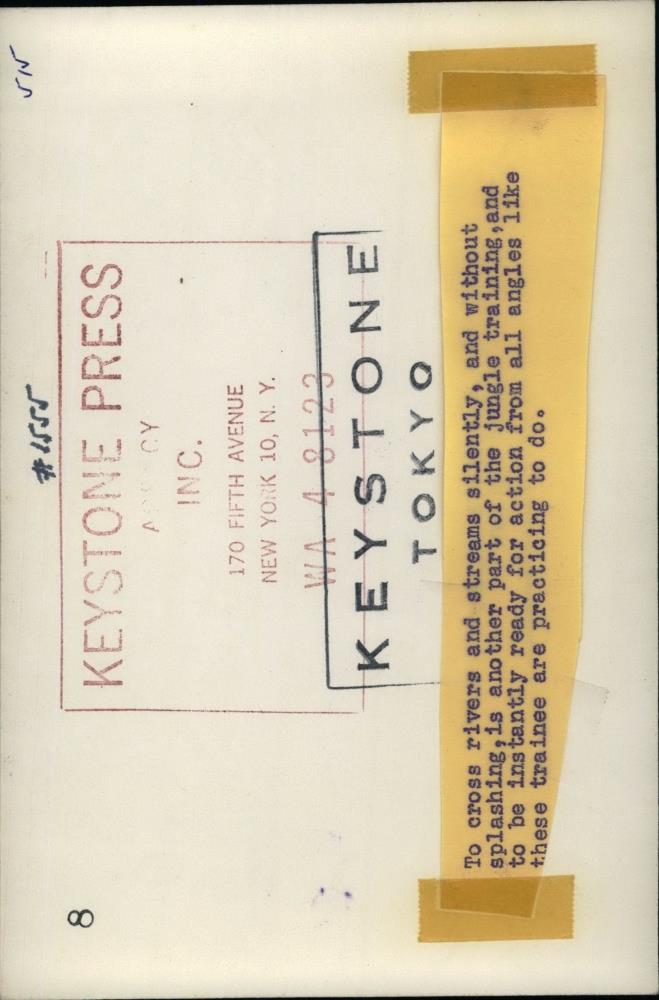 515
#1555
KEYSTONE PRESS
AGENCY
INC.
170 FIFTH AVENUE
NEW YORK 10, N. Y.
WA 4-8123
KEYSTONE
TOKYO
To cross rivers and streams silently, and without
splashing,is another part of the jungle training,and
to be instantly ready for action from all angles like
these trainee are practicing to do.
8